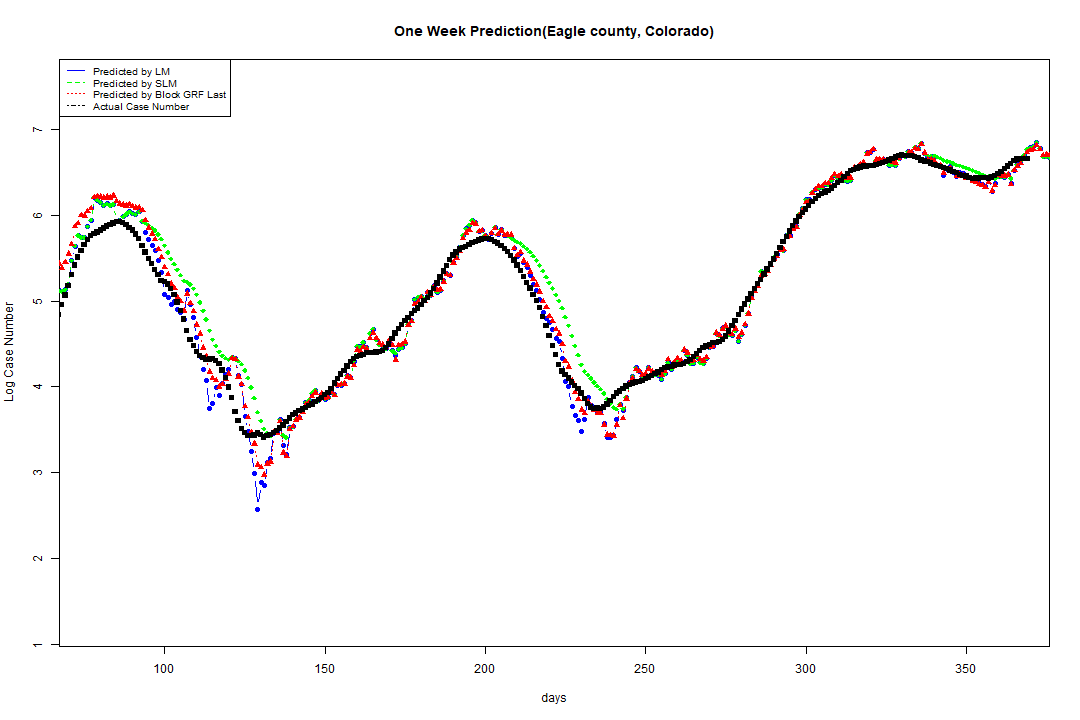 One Week Prediction(Eagle county, Colorado)
Predicted by LM
Predicted by SLM
Predicted by Block GRF Last
Actual Case Number
Log Case Number
7
6
5
4
3
2
1
100 150 200 250 300 350
days